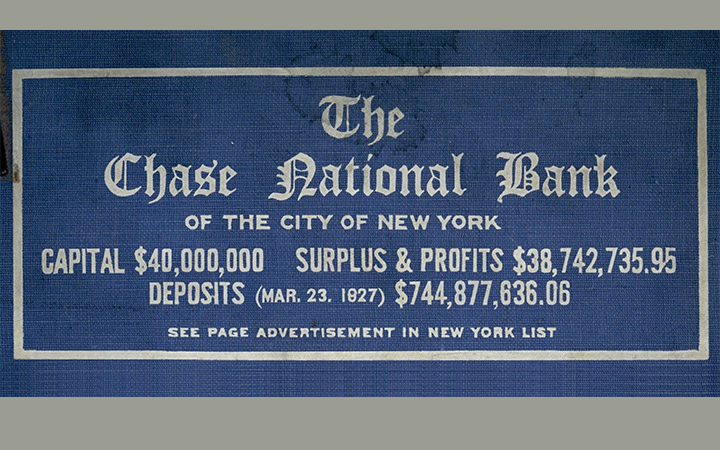 The
Chase National Bank
OF THE CITY OF NEW YORK
CAPITAL $40,000,000 SURPLUS & PROFITS $38,742,735.95
DEPOSITS (MAR. 23. 1827) $744,877,636.06
SEE PAGE ADVERTISEMENT IN NEW YORK LIST